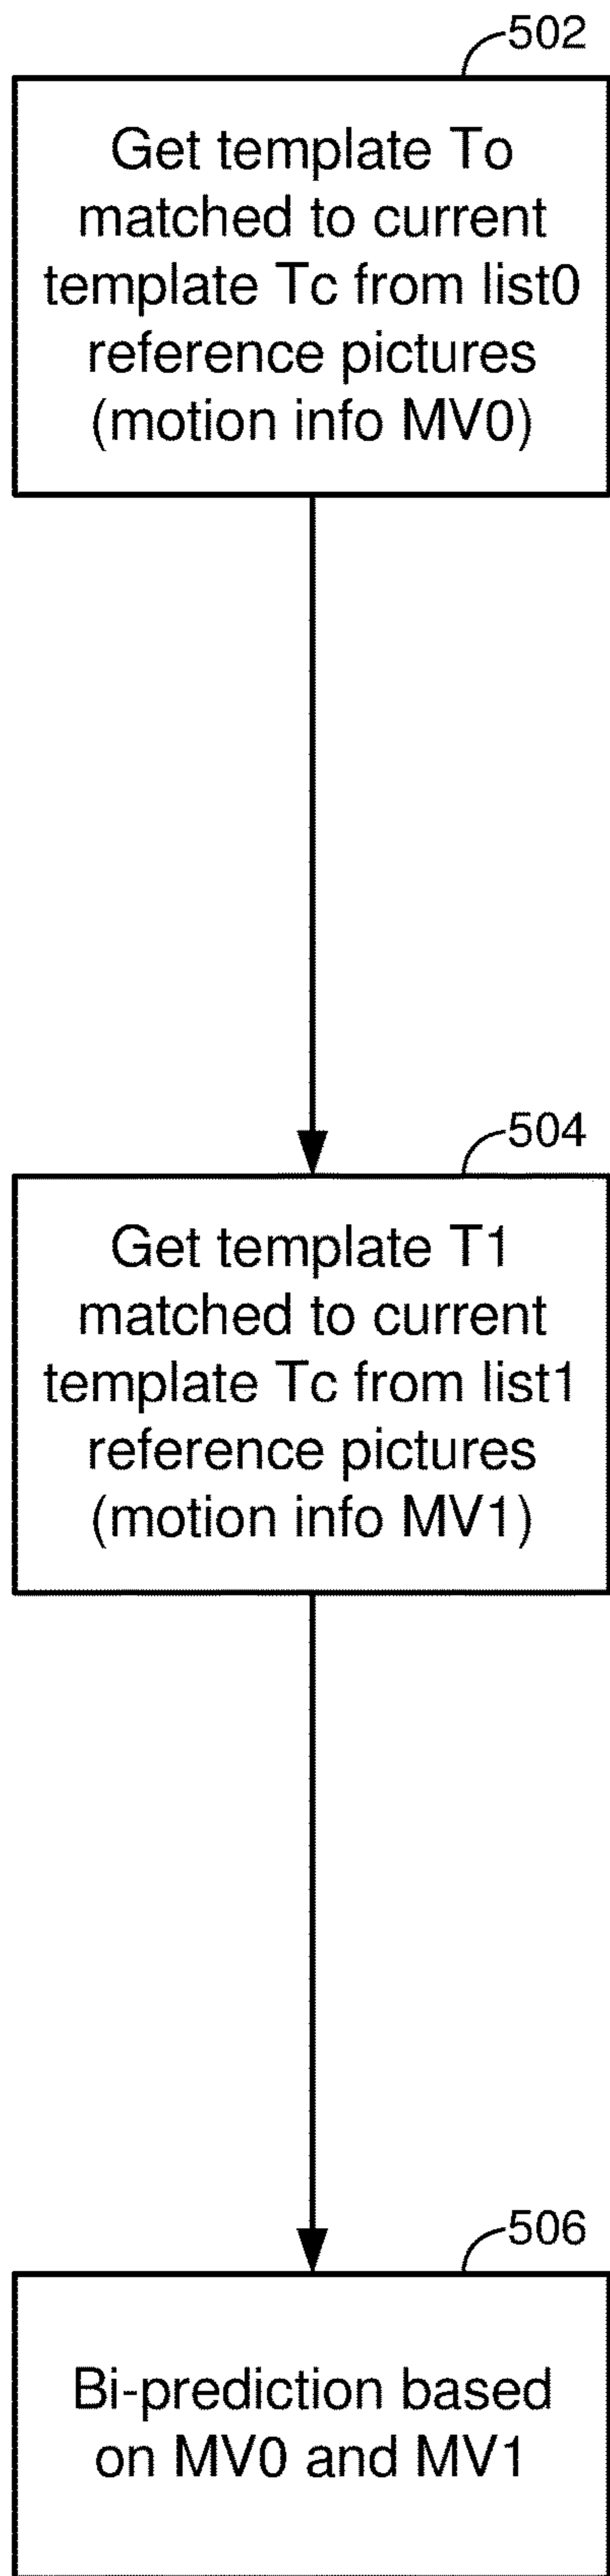 502
Get template To
matched to current
template Tc from list0
reference pictures
(motion info MV0)
504
Get template T1
matched to current
template Tc from list1
reference pictures
(motion info MV1)
506
Bi-prediction based
on MV0 and MV1